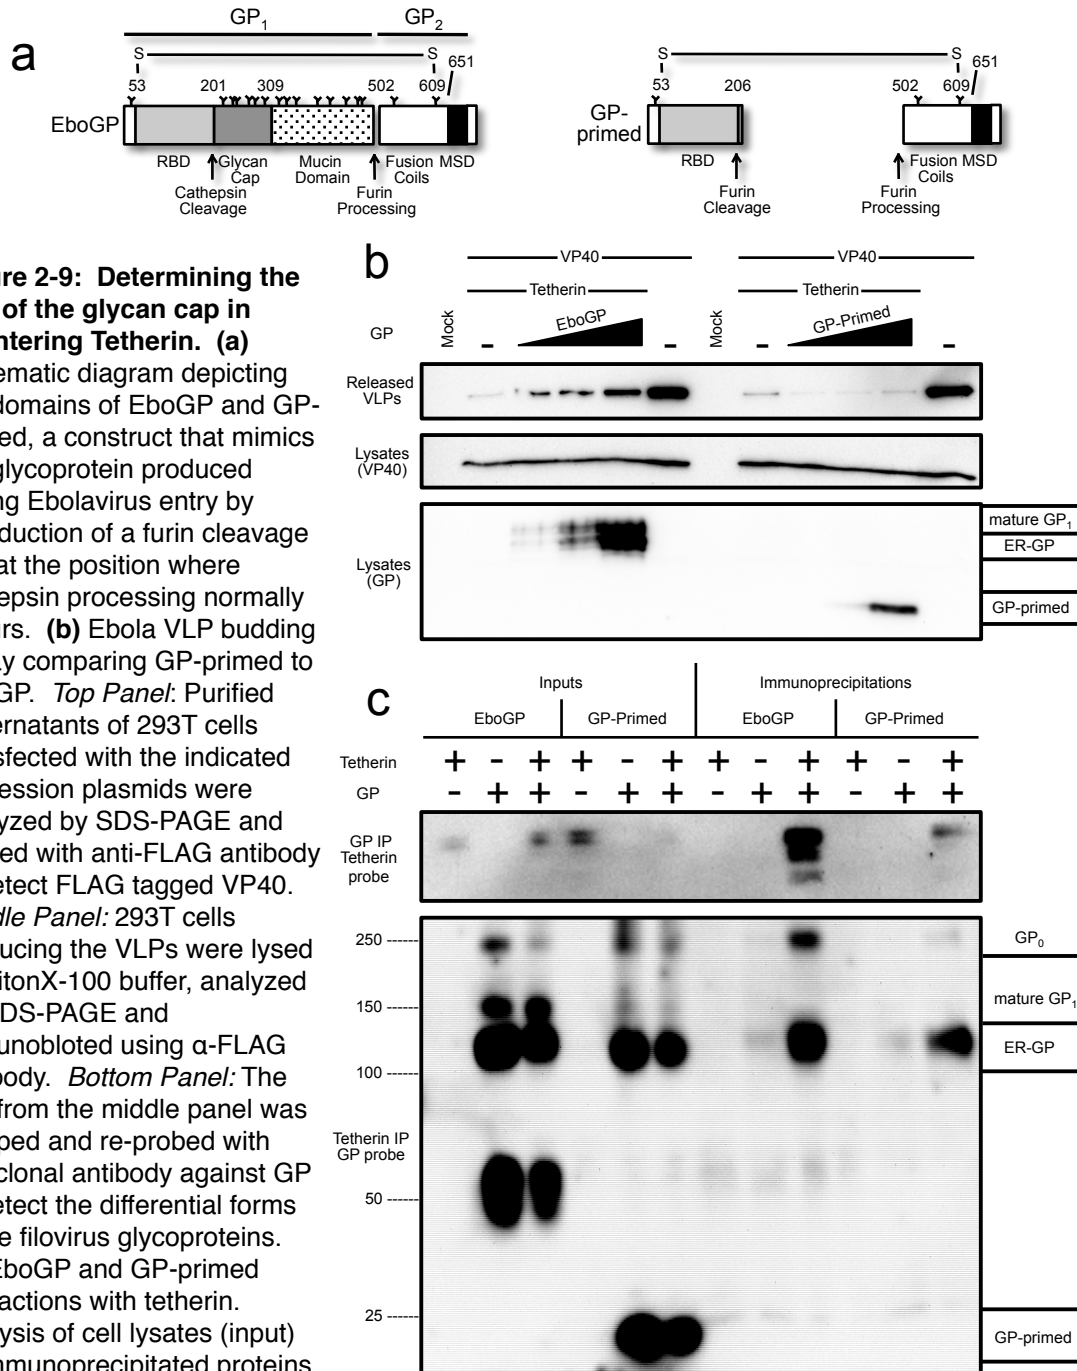 a
GP1
GP2
S
S
651
53
201
309
502
609
EboGP
RBD
Glycan Cap
Mucin Domain
Fusion Coils
MSD
Cathepsin Cleavage
Furin Processing
S
S
651
53
206
502
609
GP-primed
RBD
Fusion Coils
MSD
Furin Cleavage
Furin Processing
ure 2-9: Determining the
of the glycan cap in
ntering Tetherin. (a)
ematic diagram depicting
domains of EboGP and GP-
ed, a construct that mimics
glycoprotein produced
ng Ebolavirus entry by
duction of a furin cleavage
at the position where
epsin processing normally
urs. (b) Ebola VLP budding
ay comparing GP-primed to
GP. Top Panel: Purified
ernatants of 293T cells
sfected with the indicated
ession plasmids were
yzed by SDS-PAGE and
ed with anti-FLAG antibody
etect FLAG tagged VP40.
dle Panel: 293T cells
ucing the VLPs were lysed
itonX-100 buffer, analyzed
DS-PAGE and
unobloted using α-FLAG
body. Bottom Panel: The
from the middle panel was
ped and re-probed with
clonal antibody against GP
etect the differential forms
e filovirus glycoproteins.
EboGP and GP-primed
actions with tetherin.
ysis of cell lysates (input)
mmunoprecipitated proteins
b
VP40
VP40
Tetherin
Tetherin
GP
Mock
-
EboGP
-
Mock
-
GP-Primed
-
Released VLPs
Lysates (VP40)
Lysates (GP)
mature GP1
ER-GP
GP-primed
c
Inputs
Immunoprecipitations
EboGP
GP-Primed
EboGP
GP-Primed
Tetherin + - + + - + + - + + - +
GP - + + - + + - + + - + +
GP IP Tetherin probe
Tetherin IP GP probe
250
150
100
50
25
GP0
mature GP1
ER-GP
GP-primed